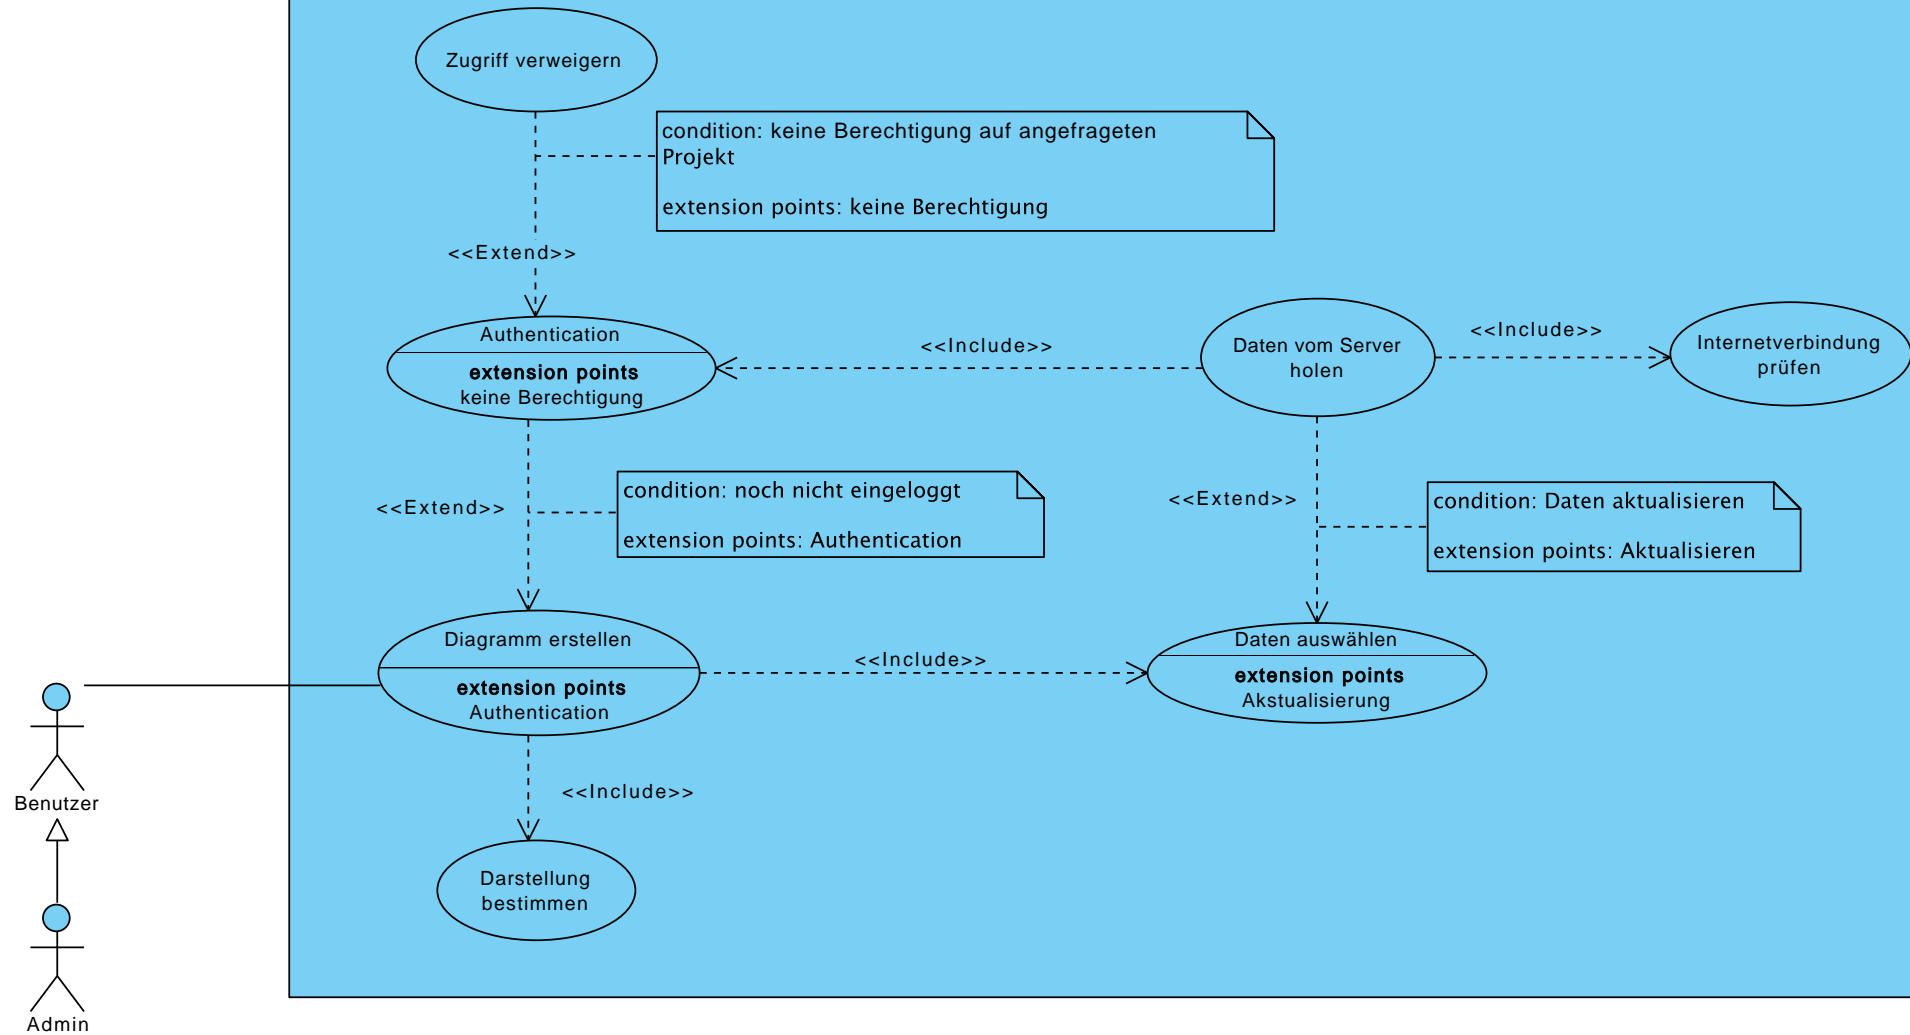 Zugriff verweigern
condition: keine Berechtigung auf angefrageten
Projekt
extension points: keine Berechtigung
<<Extend>>
Authentication
extension points
keine Berechtigung
<<Include>>
Daten vom Server
holen
<<Include>>
Internetverbindung
prüfen
<<Extend>>
condition: noch nicht eingeloggt
extension points: Authentication
<<Extend>>
condition: Daten aktualisieren
extension points: Aktualisieren
Diagramm erstellen
extension points
Authentication
<<Include>>
Daten auswählen
extension points
Akstualisierung
<<Include>>
Benutzer
Darstellung
bestimmen
Admin